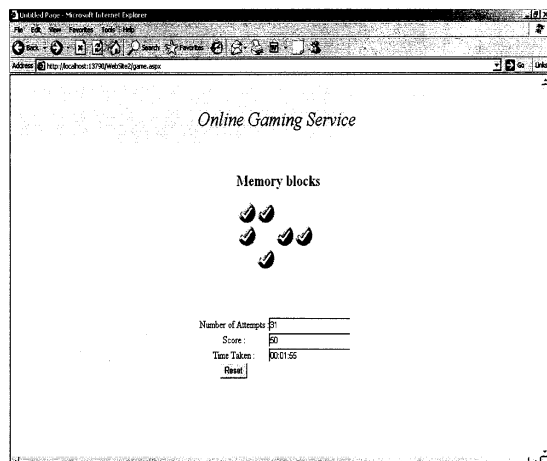 Untitled Page - Microsoft Internet Explorer
File Edit View Favorites Tools Help
Back Search Favorites
Address http://localhost:13790/WebSite2/game.aspx Go Links
Online Gaming Service
Memory blocks
Number of Attempts : 31
Score : 50
Time Taken : 00:01:55
Reset